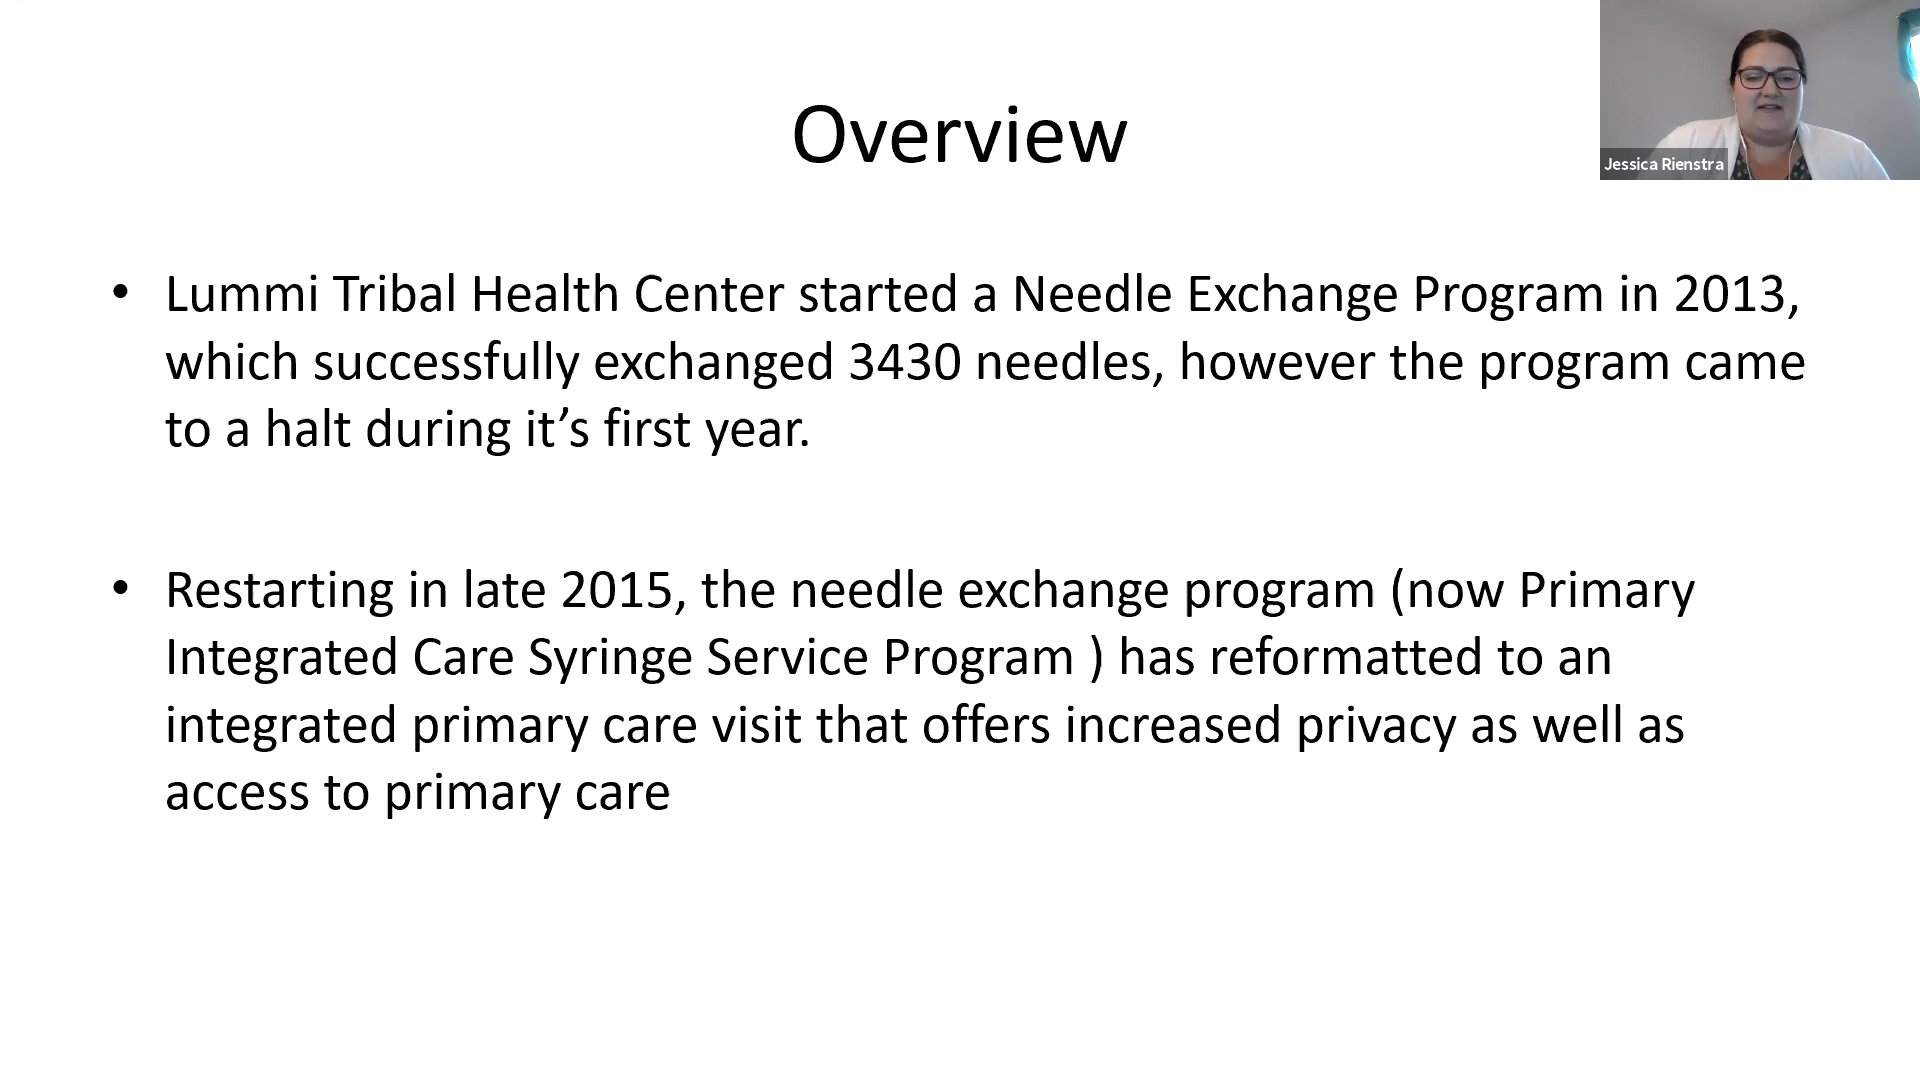 Overview
Jessica Rienstra
• Lummi Tribal Health Center started a Needle Exchange Program in 2013,
which successfully exchanged 3430 needles, however the program came
to a halt during it’s first year.
• Restarting in late 2015, the needle exchange program (now Primary
Integrated Care Syringe Service Program ) has reformatted to an
integrated primary care visit that offers increased privacy as well as
access to primary care